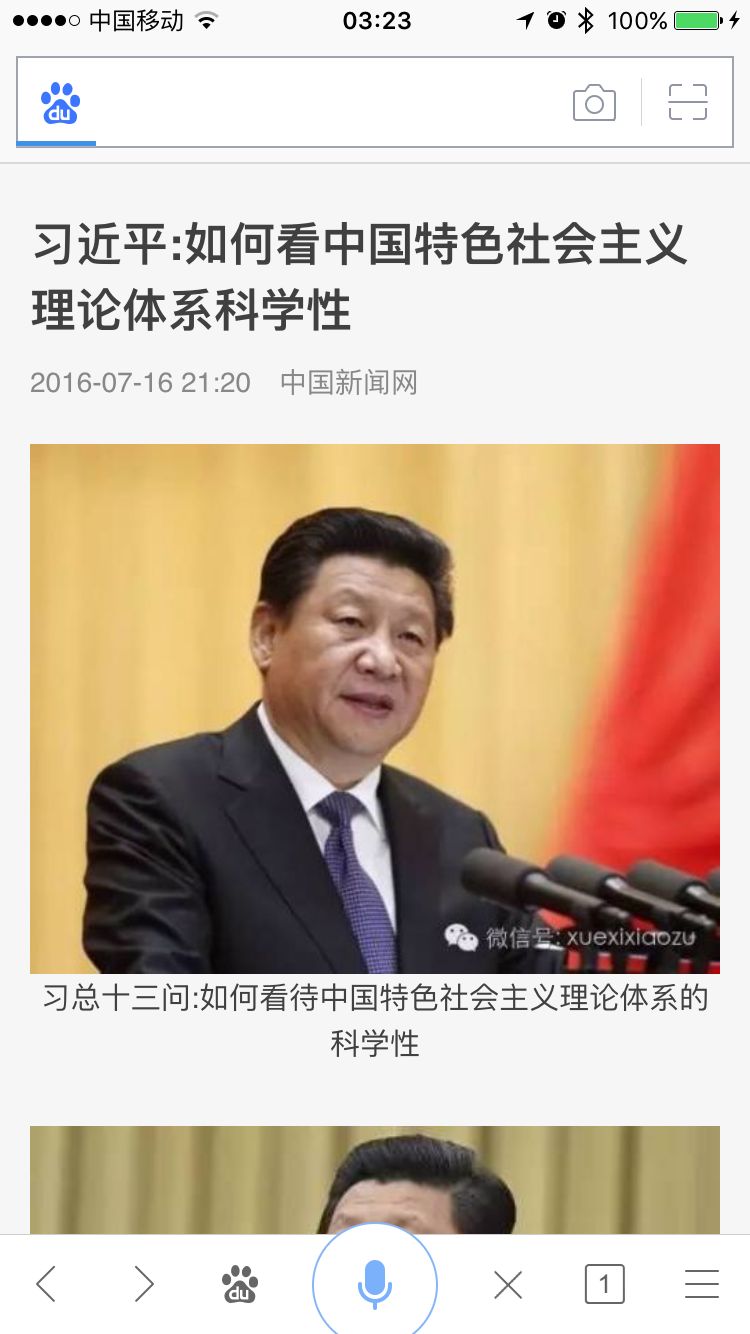 中国移动 03:23 100%
du
习近平:如何看中国特色社会主义
理论体系科学性
2016-07-16 21:20 中国新闻网
微信号: xuexixiaozu
习总十三问:如何看待中国特色社会主义理论体系的
科学性
du 1